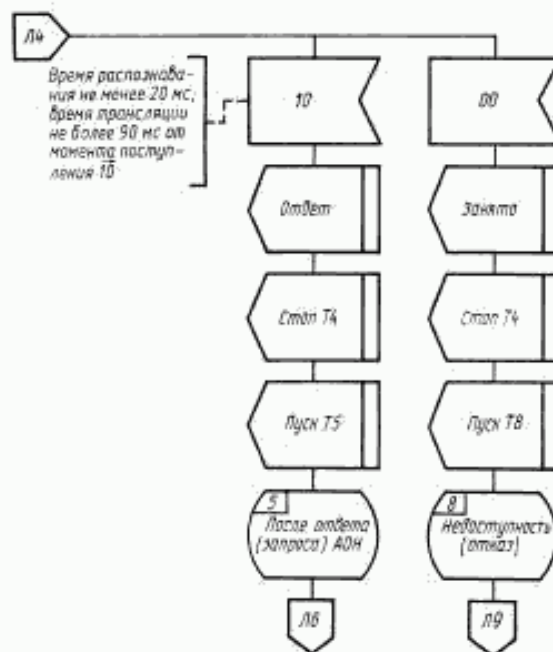 Л4
Время распознава-
ния не менее 20 мс;
время трансляции
не более 90 мс от
момента поступ-
ления 10
10
00
Ответ
Занято
Стоп Т4
Стоп Т4
Пуск Т5
Пуск Т8
5
После ответа
(запроса) АОН
8
Недоступность
(отказ)
Л6
Л9